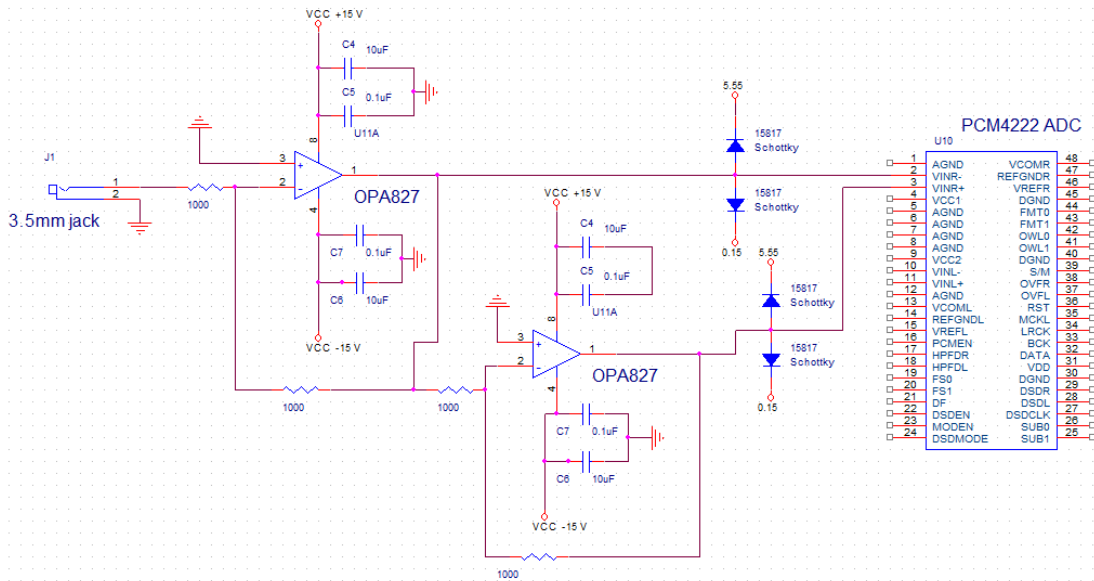 VCC +15 V
C4
10uF
C5
0.1uF
U11A
8
3
+
2
-
1
4
OPA827
J1
1
2
3.5mm jack
1000
C7
0.1uF
C6
10uF
VCC -15 V
1000
1000
VCC +15 V
C4
10uF
C5
0.1uF
U11A
8
3
+
2
-
1
4
OPA827
C7
0.1uF
C6
10uF
VCC -15 V
1000
5.55
15817
Schottky
15817
Schottky
0.15
5.55
15817
Schottky
15817
Schottky
0.15
PCM4222 ADC
U10
1 AGND VCOMR 48
2 VINR- REFGNDR 47
3 VINR+ VREFR 46
4 VCC1 DGND 45
5 AGND FMT0 44
6 AGND FMT1 43
7 AGND OWL0 42
8 AGND OWL1 41
9 VCC2 DGND 40
10 VINL- S/M 39
11 VINL+ OVFR 38
12 AGND OVFL 37
13 VCOML RST 36
14 REFGNDL MCKL 35
15 VREFL LRCK 34
16 PCMEN BCK 33
17 HPFDR DATA 32
18 HPFDL VDD 31
19 FS0 DGND 30
20 FS1 DSDR 29
21 DF DSDL 28
22 DSDEN DSDCLK 27
23 MODEN SUB0 26
24 DSDMODE SUB1 25